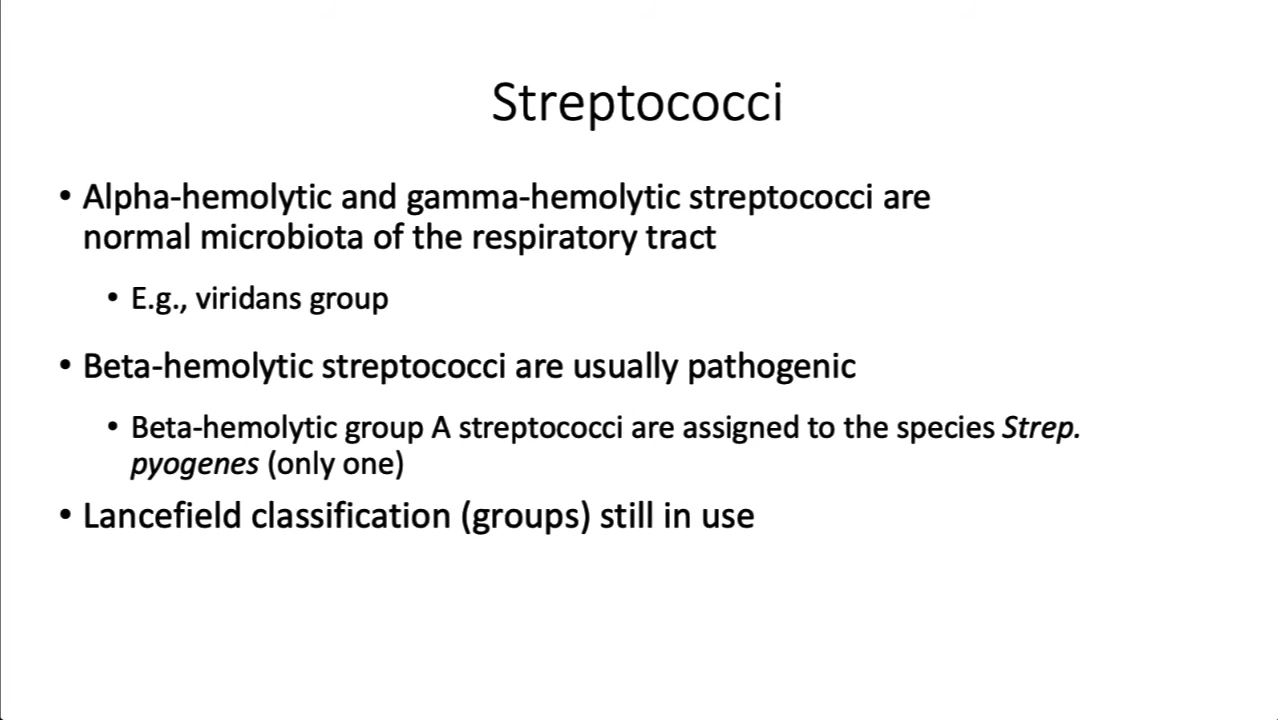 Streptococci
• Alpha-hemolytic and gamma-hemolytic streptococci are
normal microbiota of the respiratory tract
• E.g., viridans group
• Beta-hemolytic streptococci are usually pathogenic
• Beta-hemolytic group A streptococci are assigned to the species Strep.
pyogenes (only one)
• Lancefield classification (groups) still in use